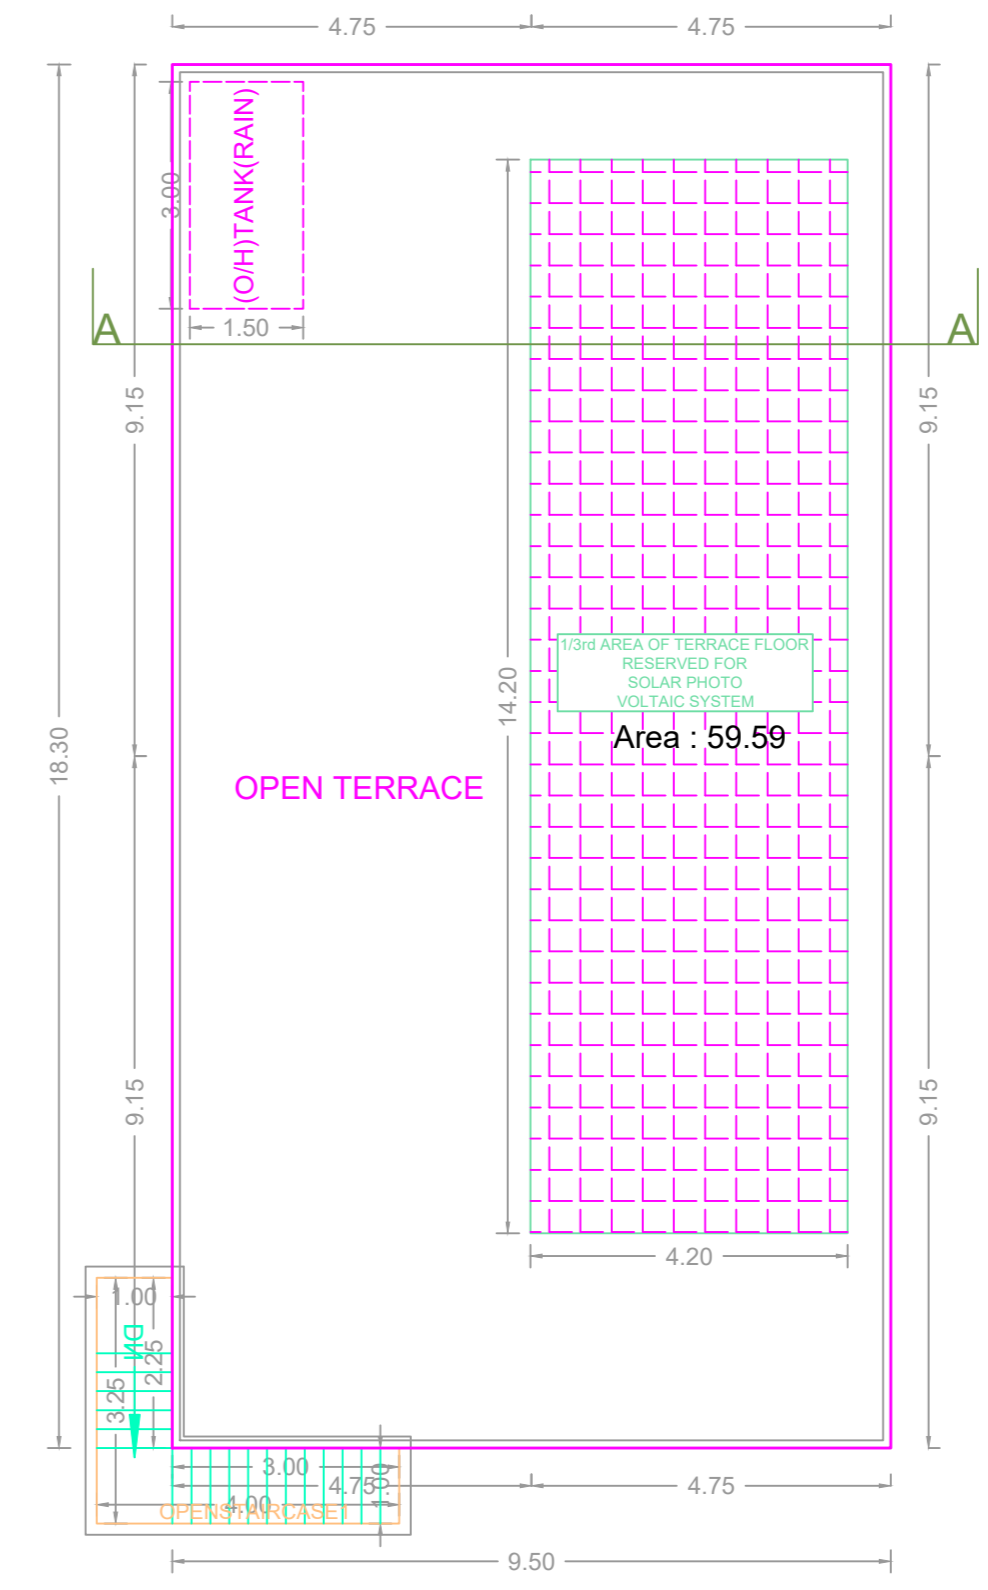 4.75
4.75
(O/H)TANK(RAIN)
3.00
1.50
A
A
9.15
9.15
1/3rd AREA OF TERRACE FLOOR
RESERVED FOR
SOLAR PHOTO
VOLTAIC SYSTEM
14.20
Area : 59.59
18.30
OPEN TERRACE
9.15
9.15
4.20
1.00
DN
2.25
3.25
3.00
4.75
1.00
4.75
4.00
OPENSTAIRCASE1
9.50